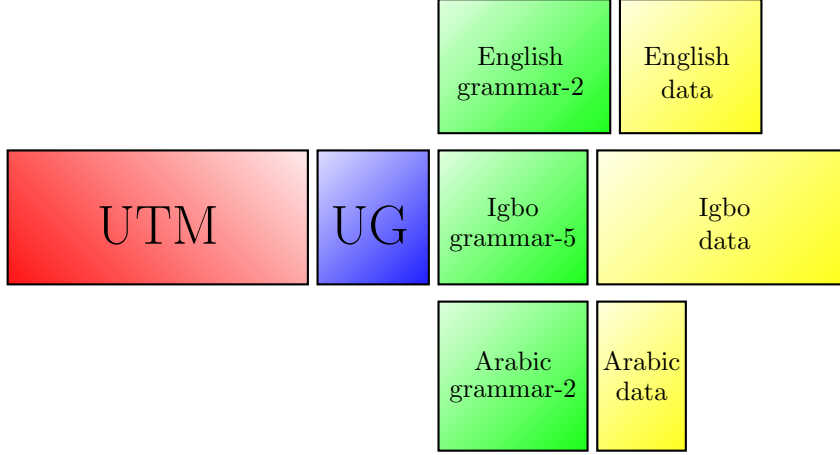 English
grammar-2
English
data
UTM
UG
Igbo
grammar-5
Igbo
data
Arabic
grammar-2
Arabic
data